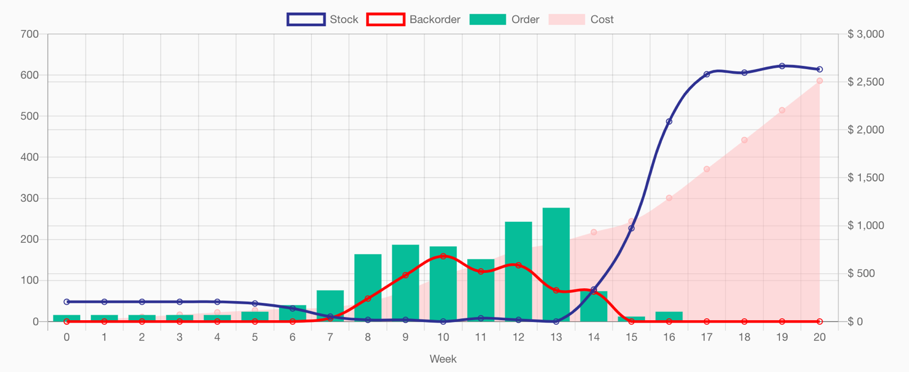 Stock Backorder Order Cost
700 $ 3,000
600 $ 2,500
500 $ 2,000
400 $ 1,500
300 $ 1,000
200 $ 500
100 $ 0
0
0 1 2 3 4 5 6 7 8 9 10 11 12 13 14 15 16 17 18 19 20
Week